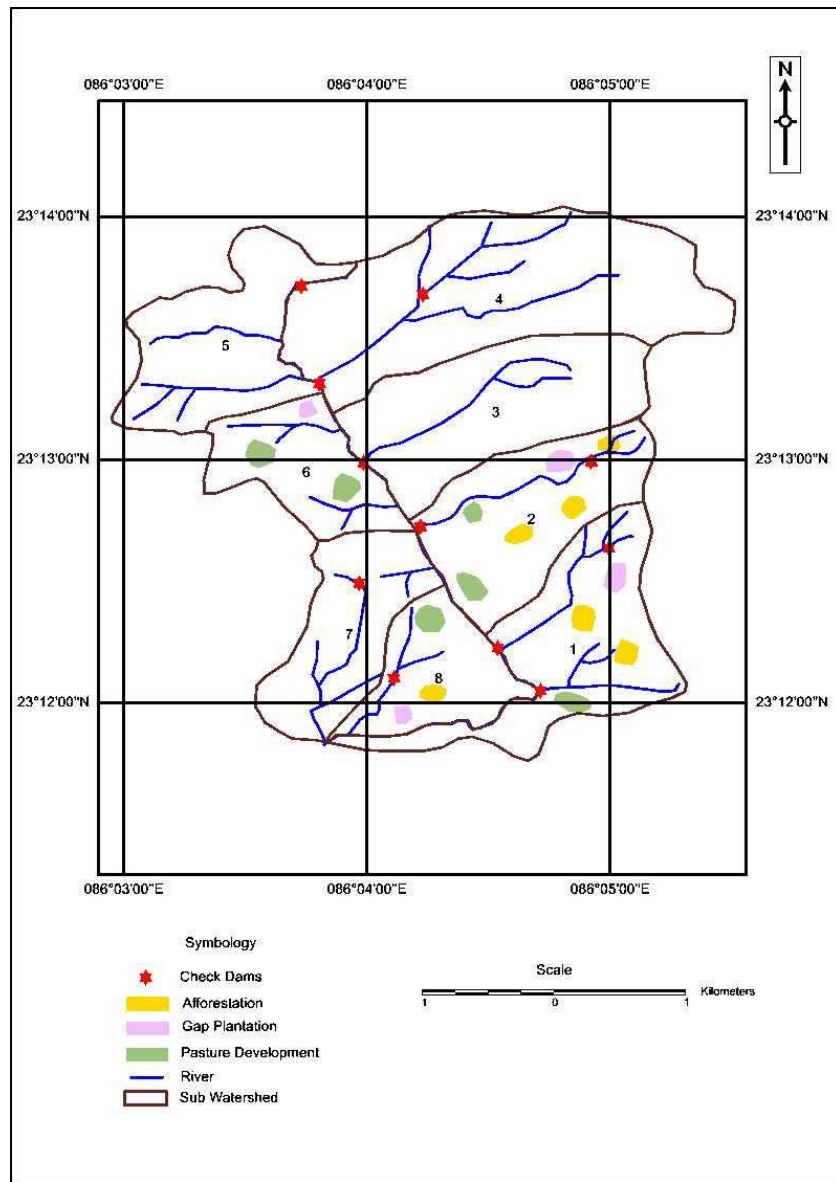 N
086°03'00"E 086°04'00"E 086°05'00"E
23°14'00"N 23°14'00"N
4
5
3
23°13'00"N 23°13'00"N
6
2
7
1
8
23°12'00"N 23°12'00"N
086°03'00"E 086°04'00"E 086°05'00"E
Symbology
Check Dams
Afforestation
Gap Plantation
Pasture Development
River
Sub Watershed
Scale
1 0 1 Kilometers